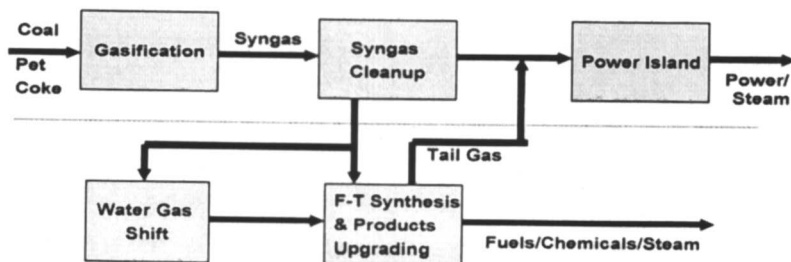 Coal
Pet
Coke
Gasification
Syngas
Syngas
Cleanup
Power Island
Power/
Steam
Tail Gas
Water Gas
Shift
F-T Synthesis
& Products
Upgrading
Fuels/Chemicals/Steam